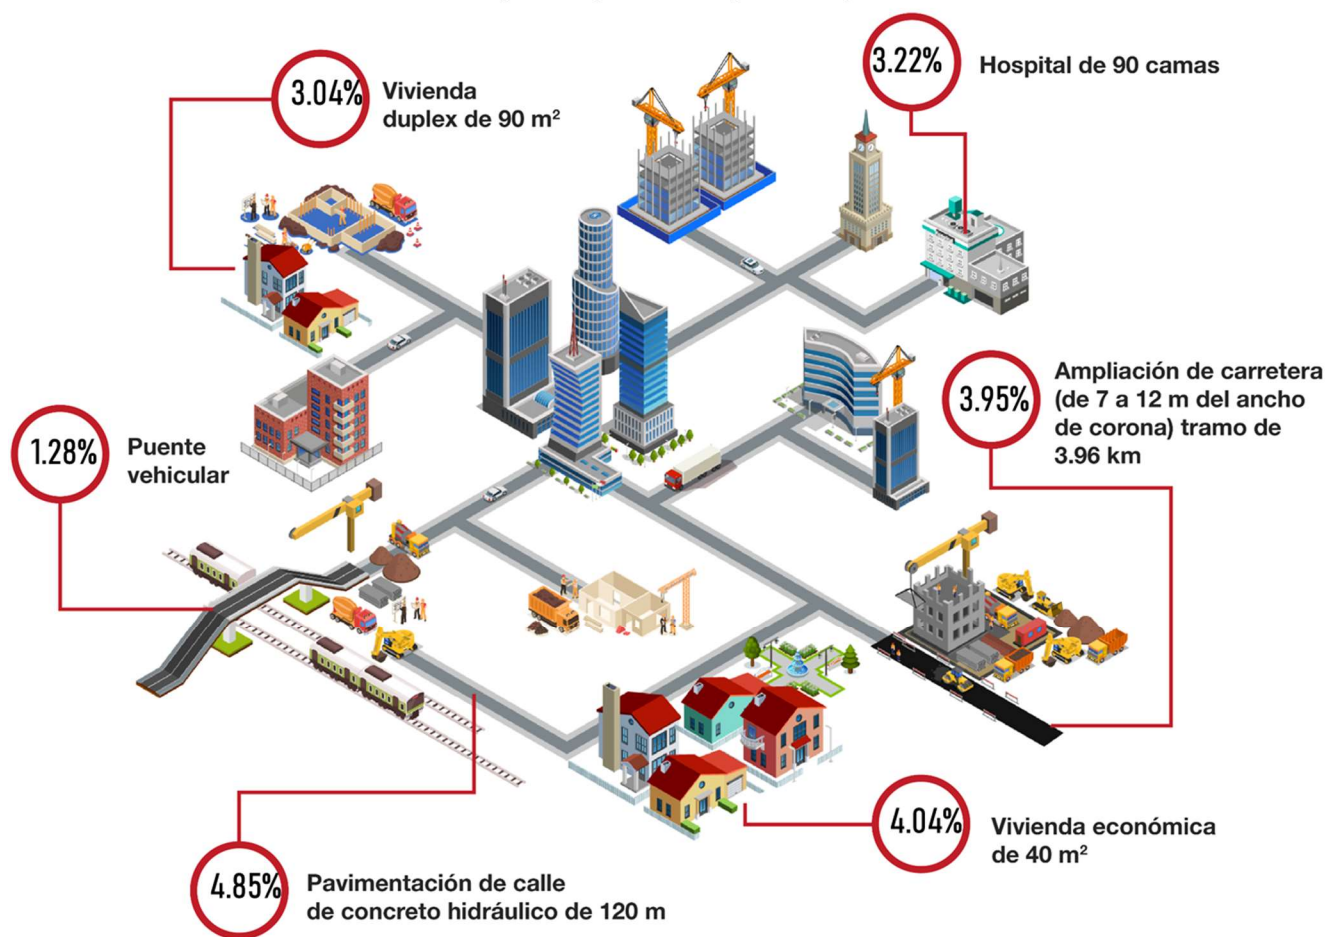 3.22%
Hospital de 90 camas
3.04%
Vivienda
duplex de 90 m²
3.95%
Ampliación de carretera
(de 7 a 12 m del ancho
de corona) tramo de
3.96 km
1.28%
Puente
vehicular
4.04%
Vivienda económica
de 40 m²
4.85%
Pavimentación de calle
de concreto hidráulico de 120 m